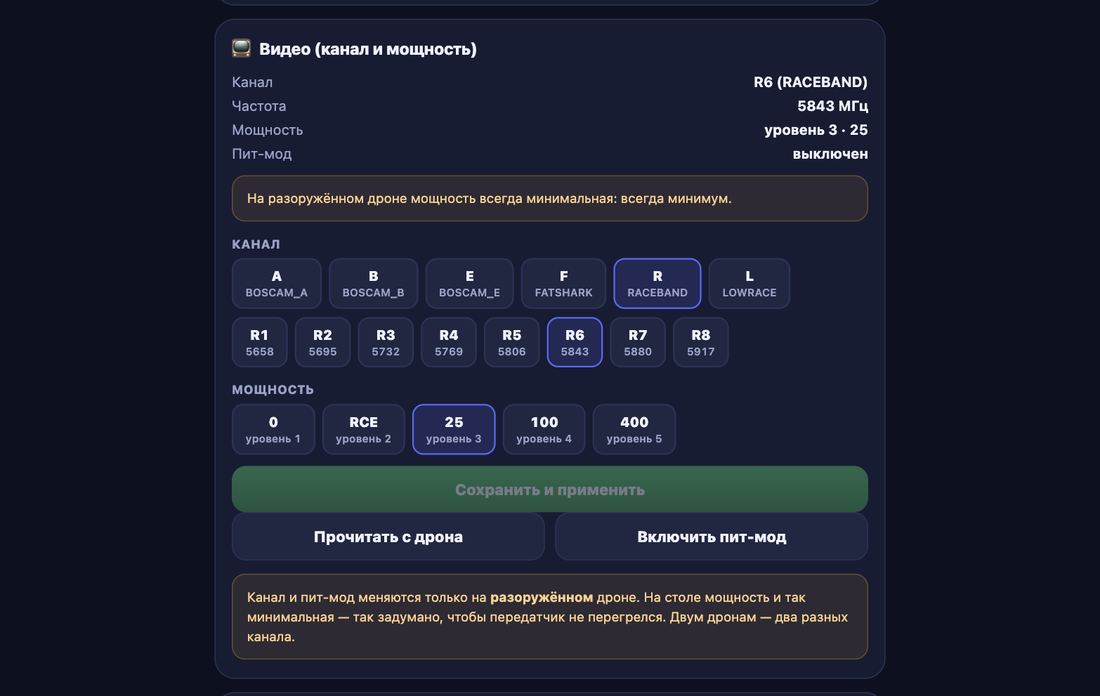 Видео (канал и мощность)
Канал R6 (RACEBAND)
Частота 5843 МГц
Мощность уровень 3 · 25
Пит-мод выключен
На разоружённом дроне мощность всегда минимальная: всегда минимум.
КАНАЛ
A B E F R L
BOSCAM_A BOSCAM_B BOSCAM_E FATSHARK RACEBAND LOWRACE
R1 R2 R3 R4 R5 R6 R7 R8
5658 5695 5732 5769 5806 5843 5880 5917
МОЩНОСТЬ
0 RCE 25 100 400
уровень 1 уровень 2 уровень 3 уровень 4 уровень 5
Сохранить и применить
Прочитать с дрона Включить пит-мод
Канал и пит-мод меняются только на разоружённом дроне. На столе мощность и так
минимальная — так задумано, чтобы передатчик не перегрелся. Двум дронам — два разных
канала.